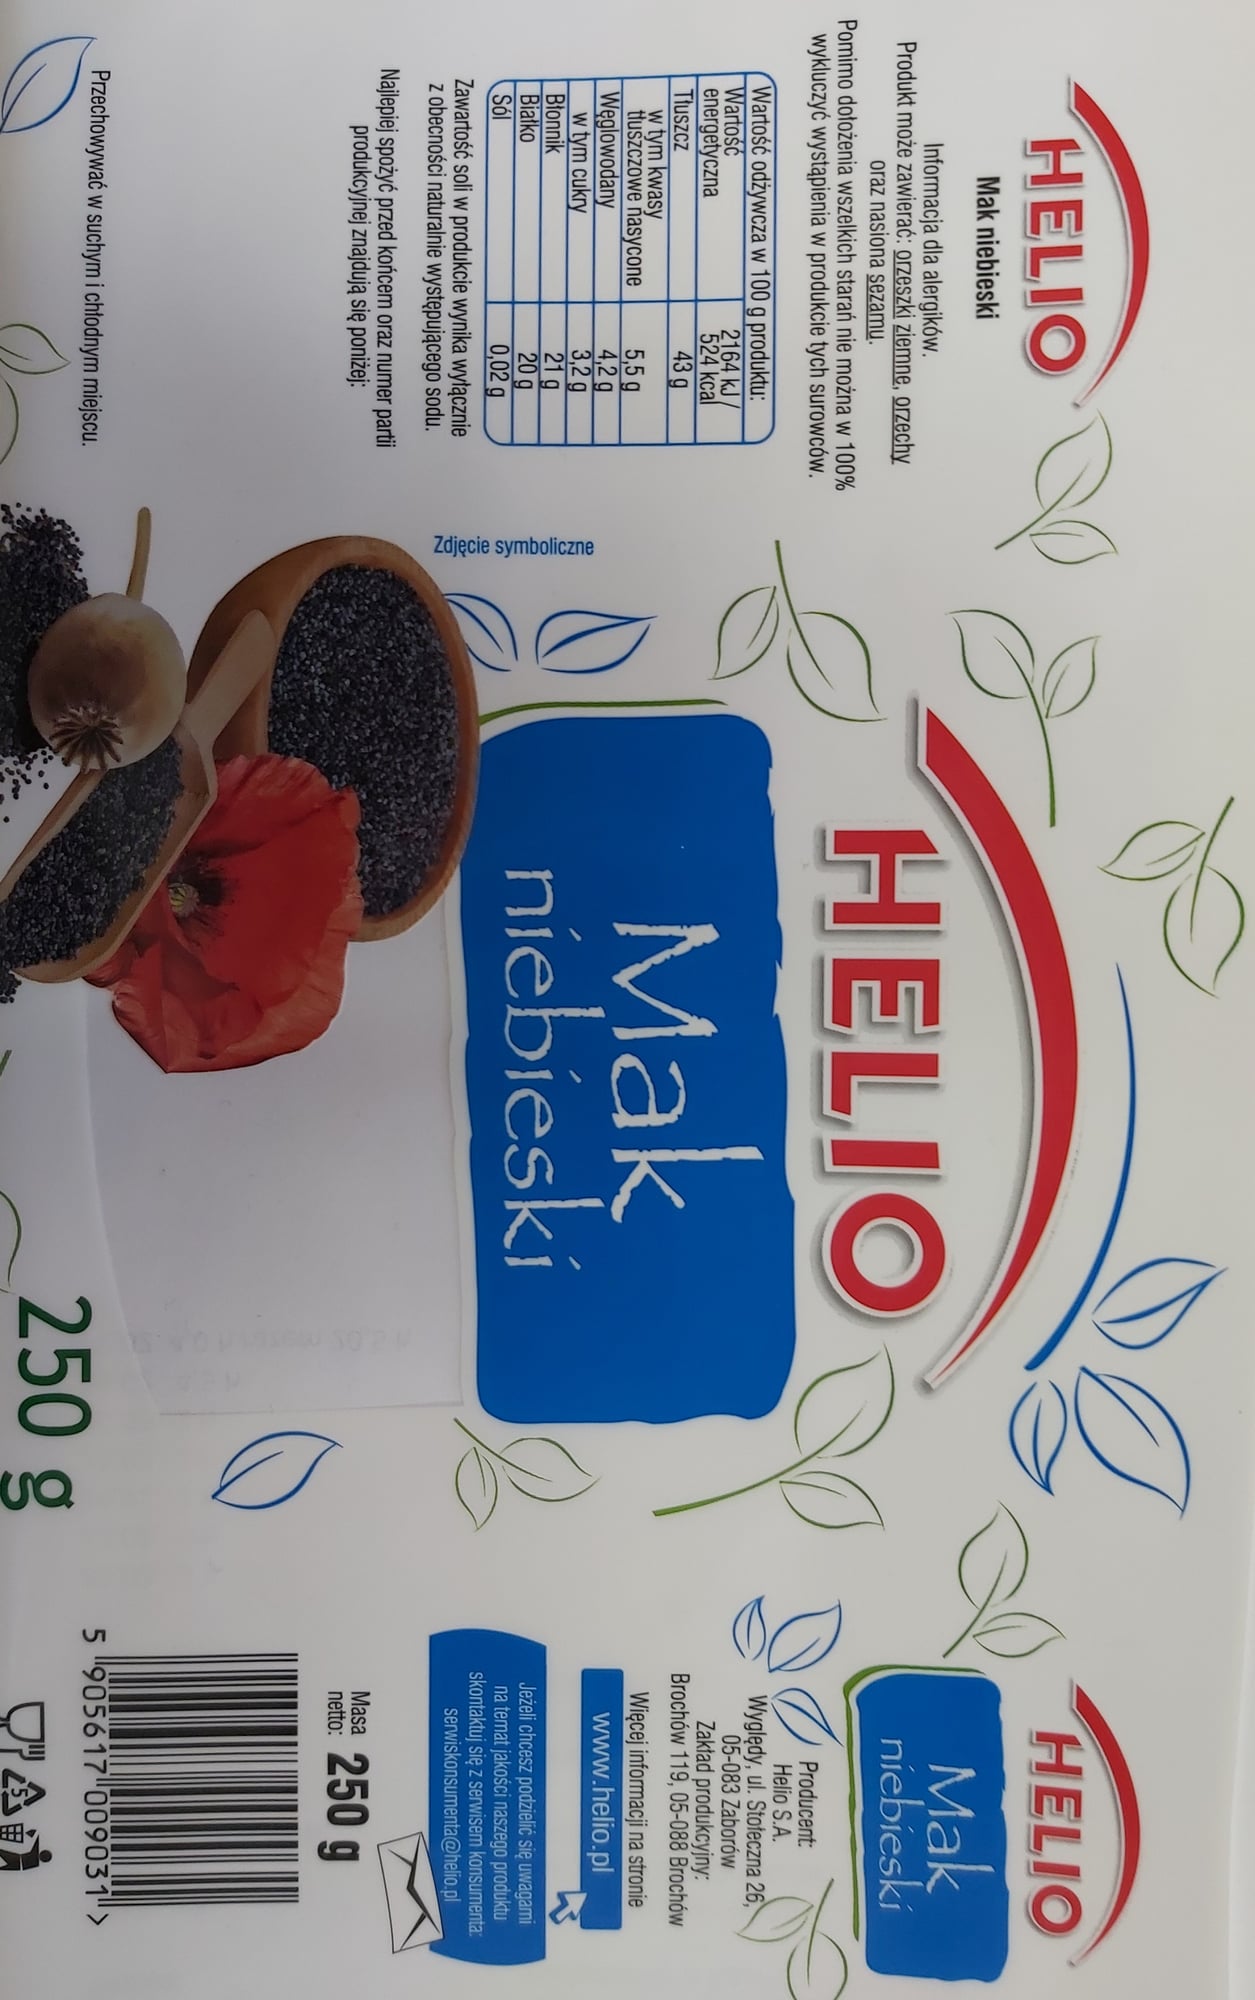 HELIO
Mak niebieski
Informacja dla alergików.
Produkt może zawierać: orzeszki ziemne, orzechy
oraz nasiona sezamu.
Pomimo dołożenia wszelkich starań nie można w 100%
wykluczyć wystąpienia w produkcie tych surowców.
Wartość odżywcza w 100 g produktu:
Wartość energetyczna 2164 kJ / 524 kcal
Tłuszcz 43 g
w tym kwasy tłuszczowe nasycone 5,5 g
Węglowodany 4,2 g
w tym cukry 3,2 g
Błonnik 21 g
Białko 20 g
Sól 0,02 g
Zawartość soli w produkcie wynika wyłącznie
z obecności naturalnie występującego sodu.
Najlepiej spożyć przed końcem oraz numer partii
produkcyjnej znajdują się poniżej:
Przechowywać w suchym i chłodnym miejscu.
Zdjęcie symboliczne
HELIO
Mak
niebieski
250 g
HELIO
Mak
niebieski
Producent:
Helio S.A.
Wyględy, ul. Stołeczna 26,
05-083 Zaborów
Zakład produkcyjny:
Brochów 119, 05-088 Brochów
Więcej informacji na stronie
www.helio.pl
Jeżeli chcesz podzielić się uwagami
na temat jakości naszego produktu
skontaktuj się z serwisem konsumenta:
serwiskonsumenta@helio.pl
Masa
netto: 250 g
5 905617 009031 >
5